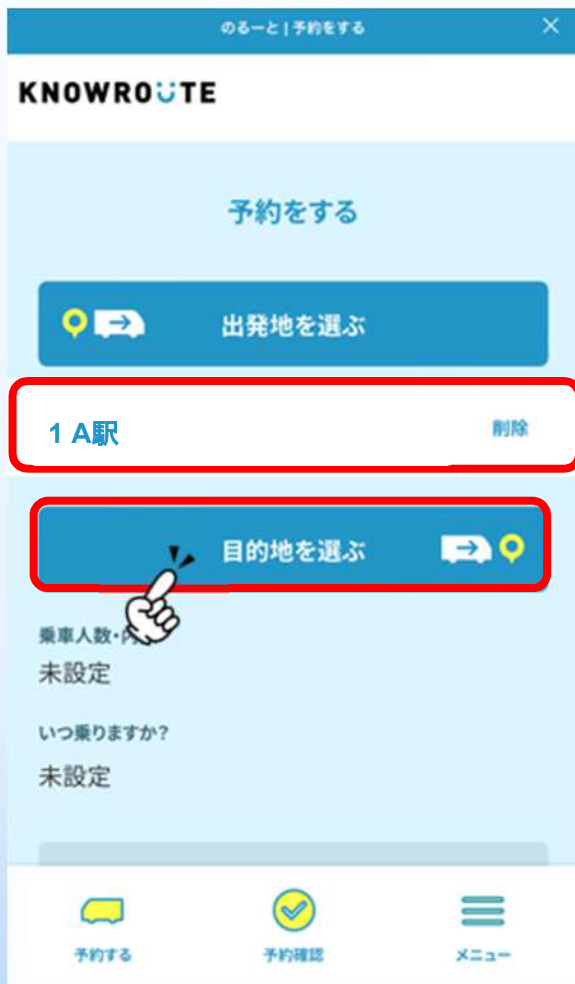 のるーと | 予約をする
KNOWROUTE
予約をする
出発地を選ぶ
1 A駅 削除
目的地を選ぶ
乗車人数・内
未設定
いつ乗りますか?
未設定
予約する 予約確認 メニュー